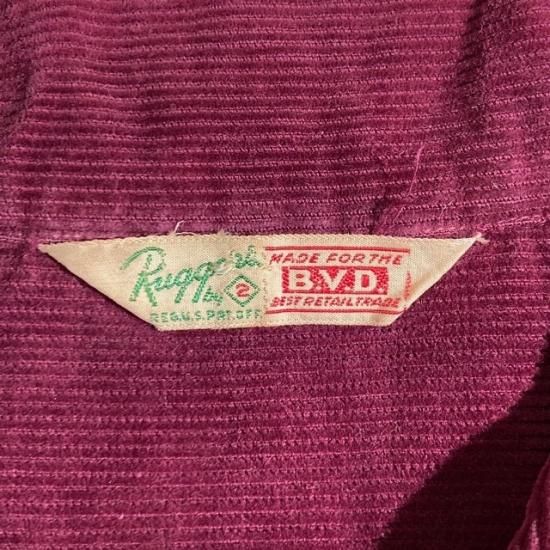 Ruggers
by 2
REG.U.S. PAT. OFF.
MADE FOR THE
B.V.D.
BEST RETAIL TRADE